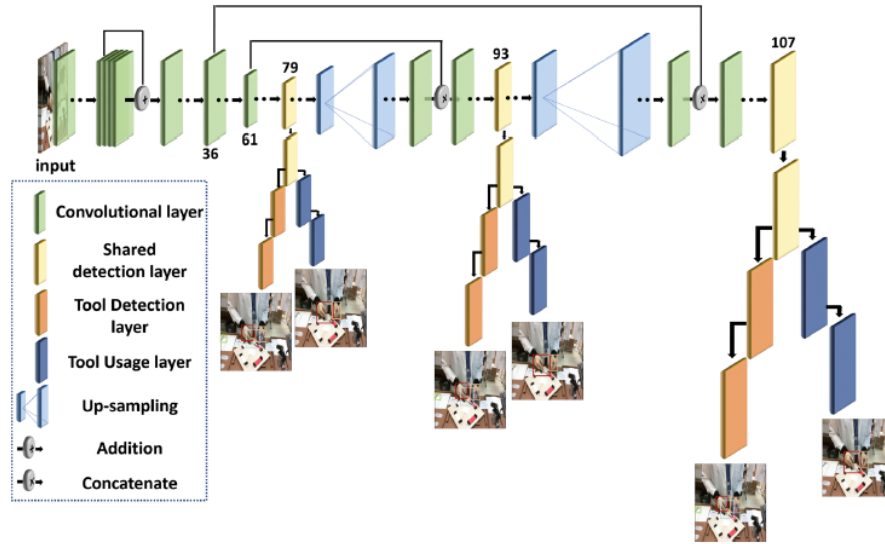 107
93
79
61
36
input
Convolutional layer
Shared
detection layer
Tool Detection
layer
Tool Usage layer
Up-sampling
Addition
Concatenate